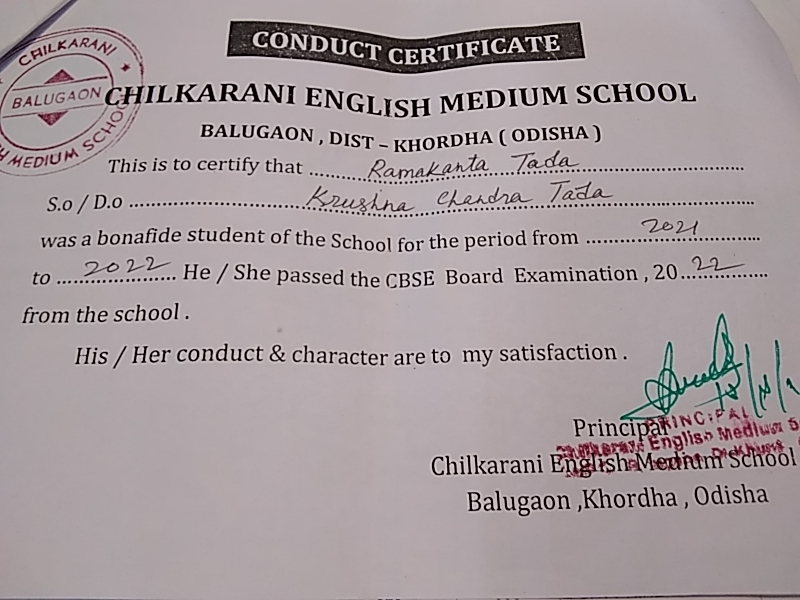 CONDUCT CERTIFICATE
CHILKARANI
BALUGAON
MEDIUM SCHOOL
CHILKARANI ENGLISH MEDIUM SCHOOL
BALUGAON , DIST – KHORDHA ( ODISHA )
This is to certify that ........ Ramakanta Tada ........
S.o / D.o ........ Krushna Chandra Tada ........
was a bonafide student of the School for the period from ........ 2021 ........
to ........ 2022 ........ He / She passed the CBSE Board Examination , 20..22........
from the school .
His / Her conduct & character are to my satisfaction .
Principal
PRINCIPAL
English Medium
Chilkarani English Medium School
Balugaon ,Khordha , Odisha